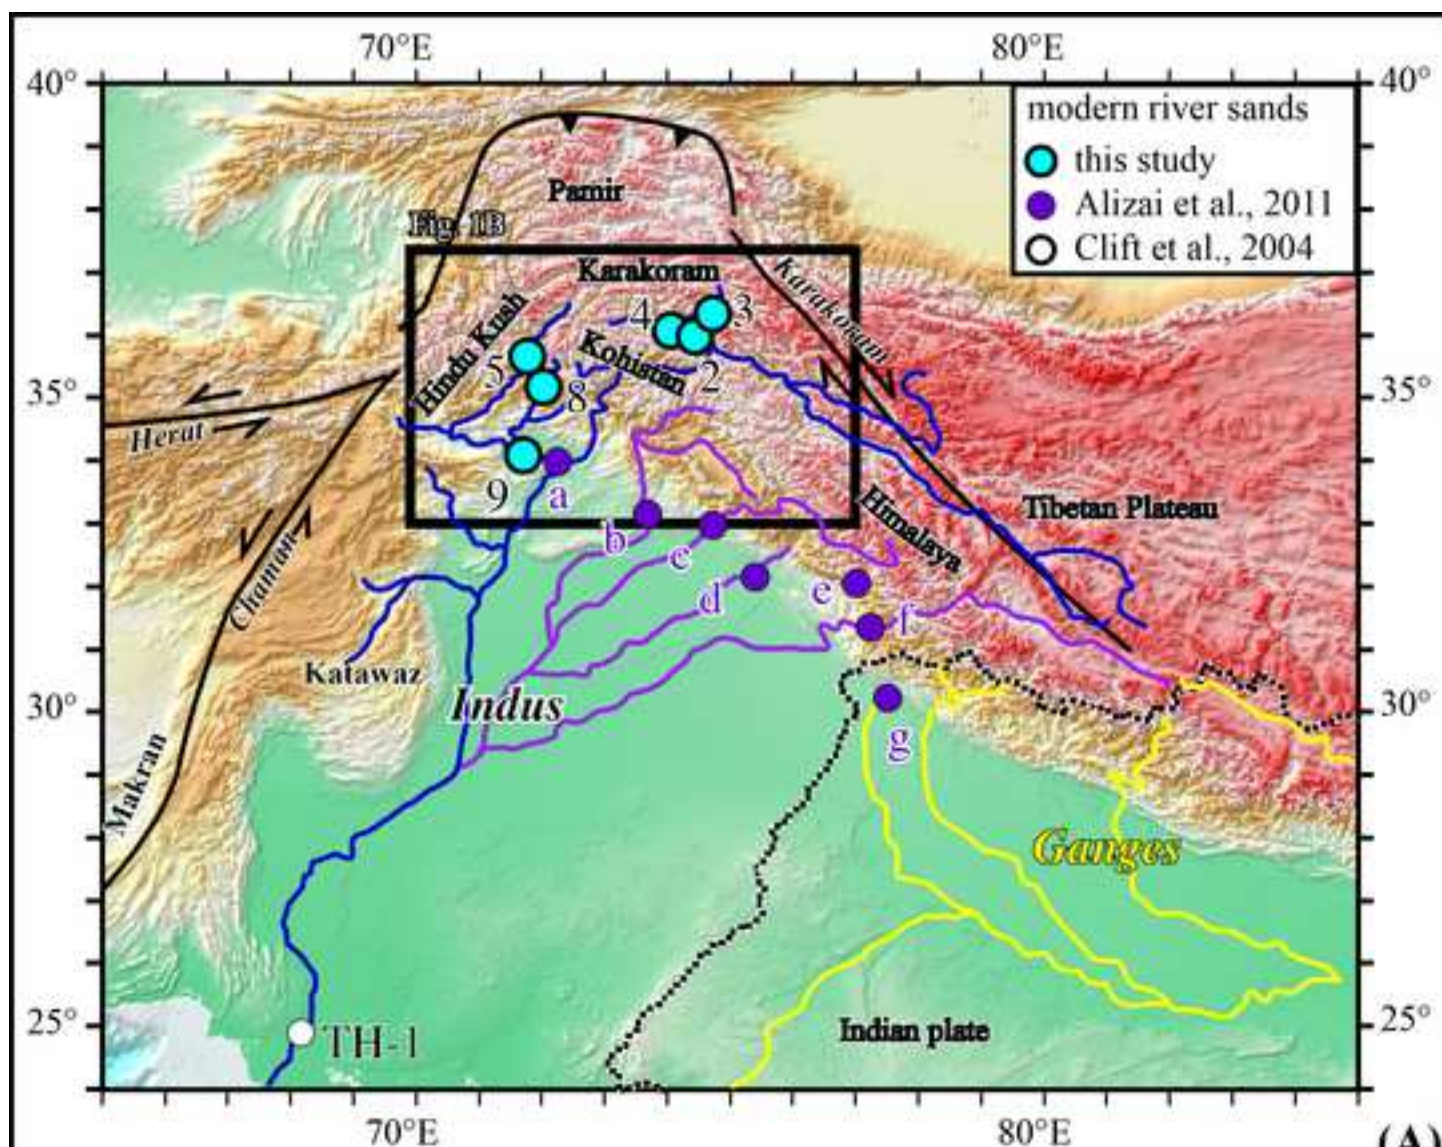 70°E 80°E
40° 40°
modern river sands
this study
Alizai et al., 2011
Clift et al., 2004
Pamir
Fig. 1B
Karakoram
Karakoram
Hindu Kush
4 3
Kohistan
5 2
8
35° 35°
Herat
9 a
Himalaya
Tibetan Plateau
b c
Chaman
d e
f
Katawaz
Indus
30° 30°
g
Makran
Ganges
25° 25°
TH-1
Indian plate
70°E 80°E
(A)